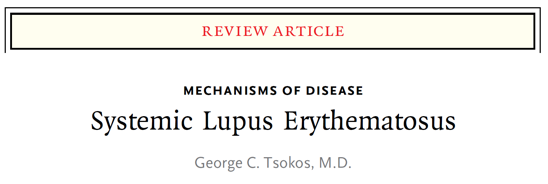 REVIEW ARTICLE
MECHANISMS OF DISEASE
Systemic Lupus Erythematosus
George C. Tsokos, M.D.